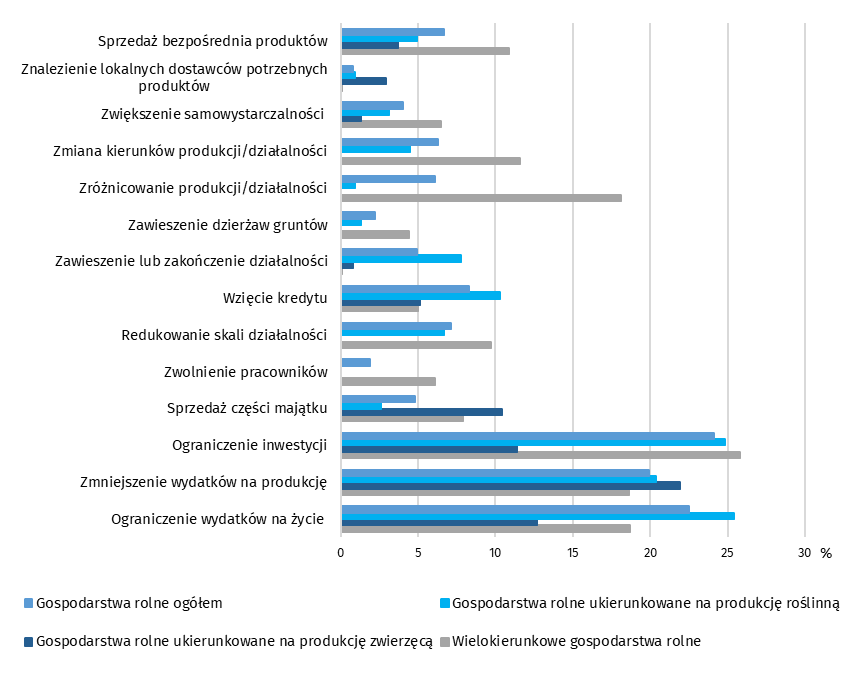 Sprzedaż bezpośrednia produktów
Znalezienie lokalnych dostawców potrzebnych
produktów
Zwiększenie samowystarczalności
Zmiana kierunków produkcji/działalności
Zróżnicowanie produkcji/działalności
Zawieszenie dzierżaw gruntów
Zawieszenie lub zakończenie działalności
Wzięcie kredytu
Redukowanie skali działalności
Zwolnienie pracowników
Sprzedaż części majątku
Ograniczenie inwestycji
Zmniejszenie wydatków na produkcję
Ograniczenie wydatków na życie
0 5 10 15 20 25 30 %
Gospodarstwa rolne ogółem
Gospodarstwa rolne ukierunkowane na produkcję roślinną
Gospodarstwa rolne ukierunkowane na produkcję zwierzęcą
Wielokierunkowe gospodarstwa rolne